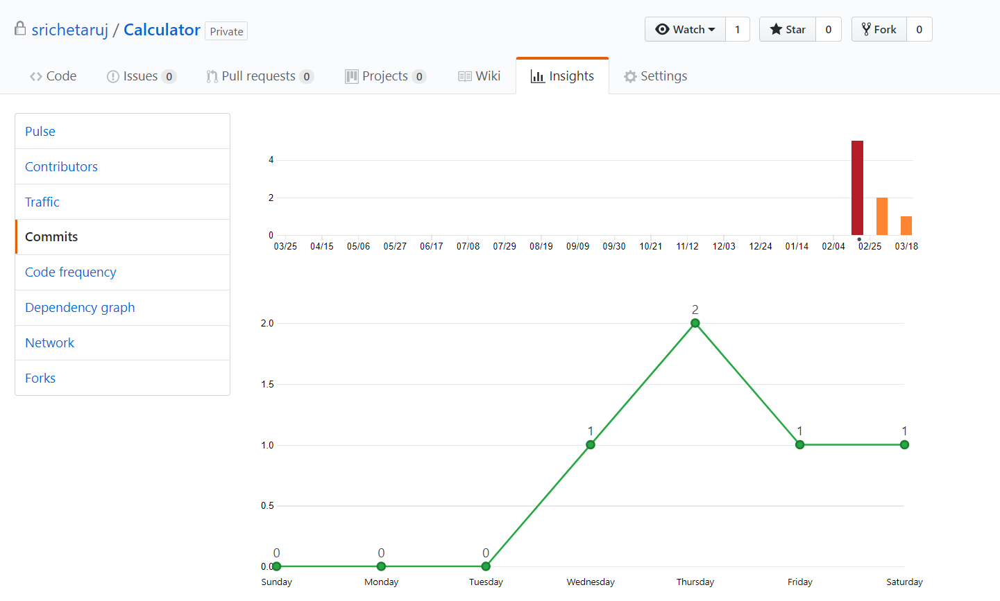 srichetaruj / Calculator Private
Watch 1 Star 0 Fork 0
Code Issues 0 Pull requests 0 Projects 0 Wiki Insights Settings
Pulse
Contributors
Traffic
Commits
Code frequency
Dependency graph
Network
Forks
4
2
0
03/25 04/15 05/06 05/27 06/17 07/08 07/29 08/19 09/09 09/30 10/21 11/12 12/03 12/24 01/14 02/04 02/25 03/18
2
2.0
1.5
1 1 1
1.0
0.5
0 0 0
0.0
Sunday Monday Tuesday Wednesday Thursday Friday Saturday